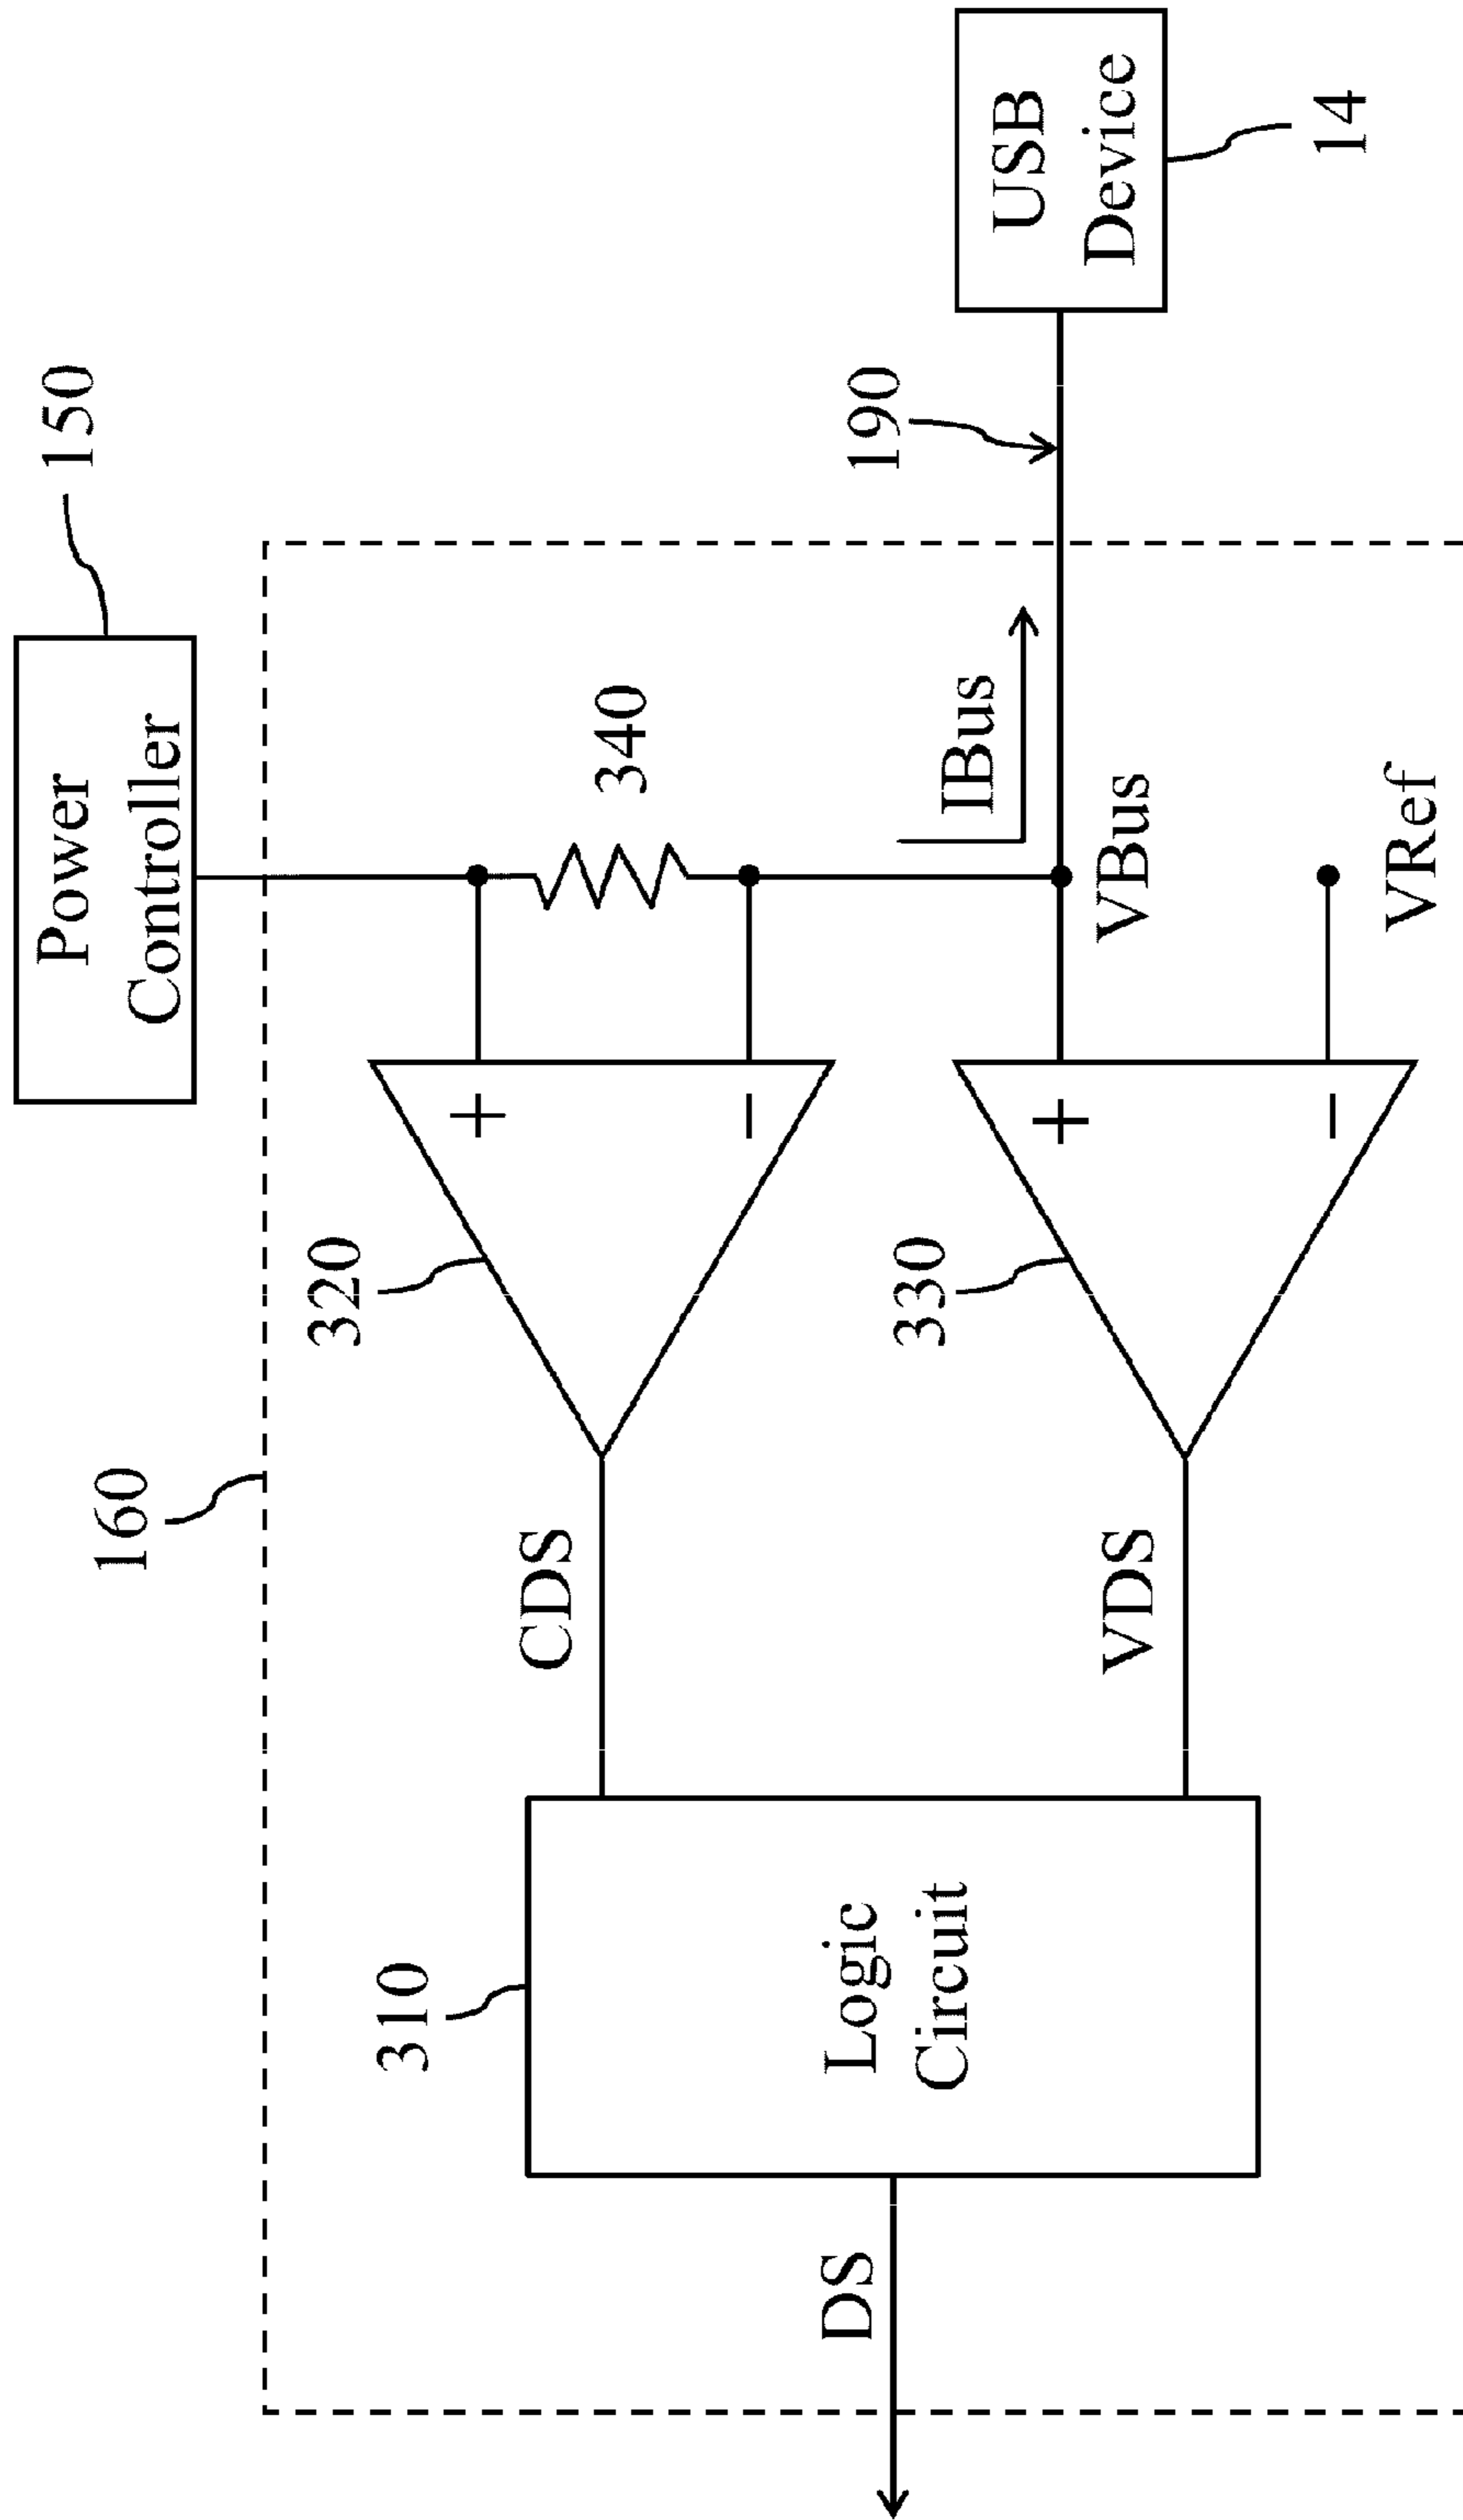 150
Power
Controller
160
320
340
190
USB
Device
14
310
CDS
IBus
330
Logic
Circuit
DS
VDS
VBus
VRef